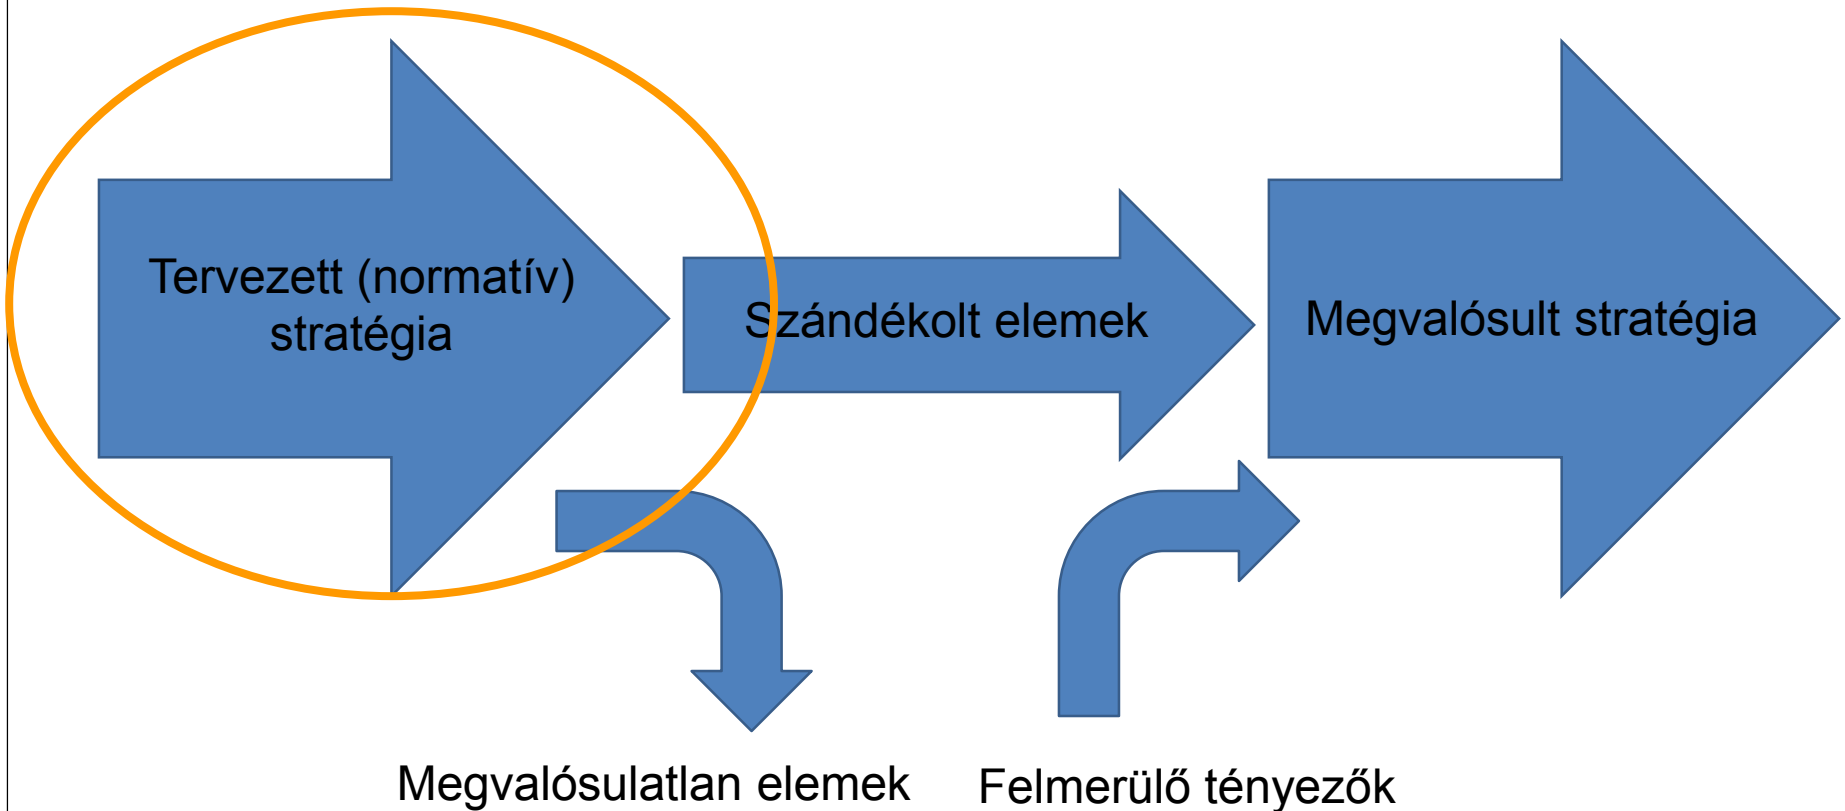 Tervezett (normatív)
stratégia
Szándékolt elemek
Megvalósult stratégia
Megvalósulatlan elemek
Felmerülő tényezők